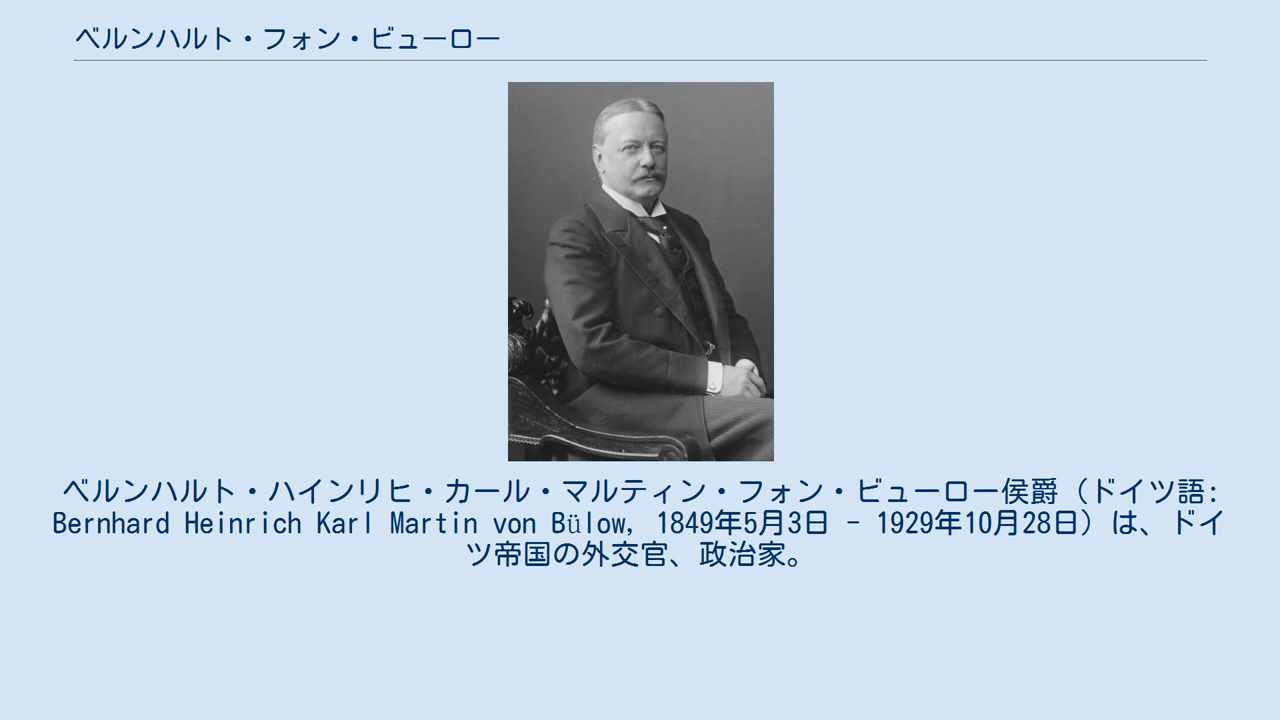 ベルンハルト・フォン・ビューロー
ベルンハルト・ハインリヒ・カール・マルティン・フォン・ビューロー侯爵（ドイツ語:
Bernhard Heinrich Karl Martin von Bülow, 1849年5月3日 - 1929年10月28日）は、ドイ
ツ帝国の外交官、政治家。